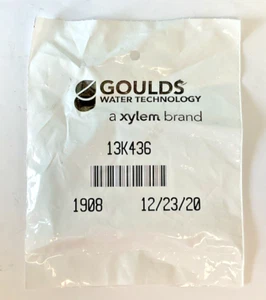 GOULDS
WATER TECHNOLOGY
a xylem brand
13K436
1908 12/23/20